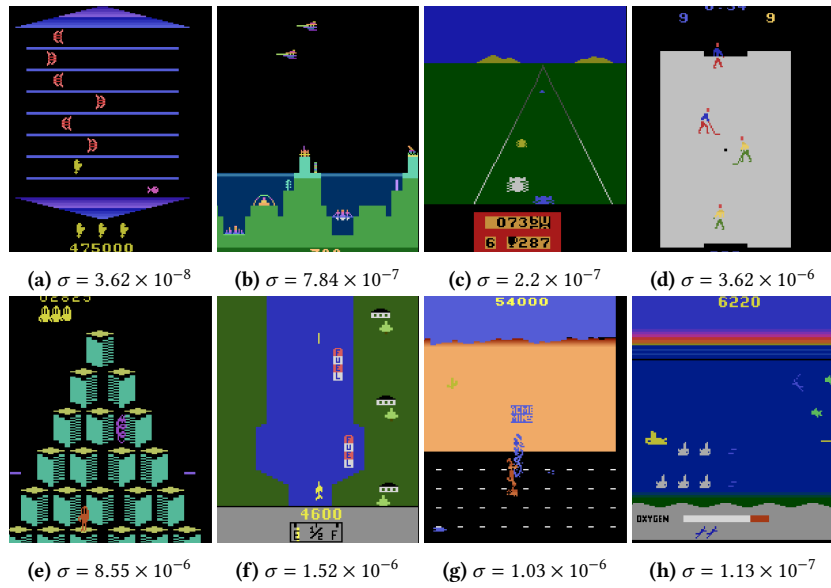 9 9
475000
6 287
(a) σ = 3.62 × 10⁻⁸
(b) σ = 7.84 × 10⁻⁷
(c) σ = 2.2 × 10⁻⁷
(d) σ = 3.62 × 10⁻⁶
54000
6220
FUEL
ACME
FUEL
4600
E 1/2 F
OXYGEN
(e) σ = 8.55 × 10⁻⁶
(f) σ = 1.52 × 10⁻⁶
(g) σ = 1.03 × 10⁻⁶
(h) σ = 1.13 × 10⁻⁷